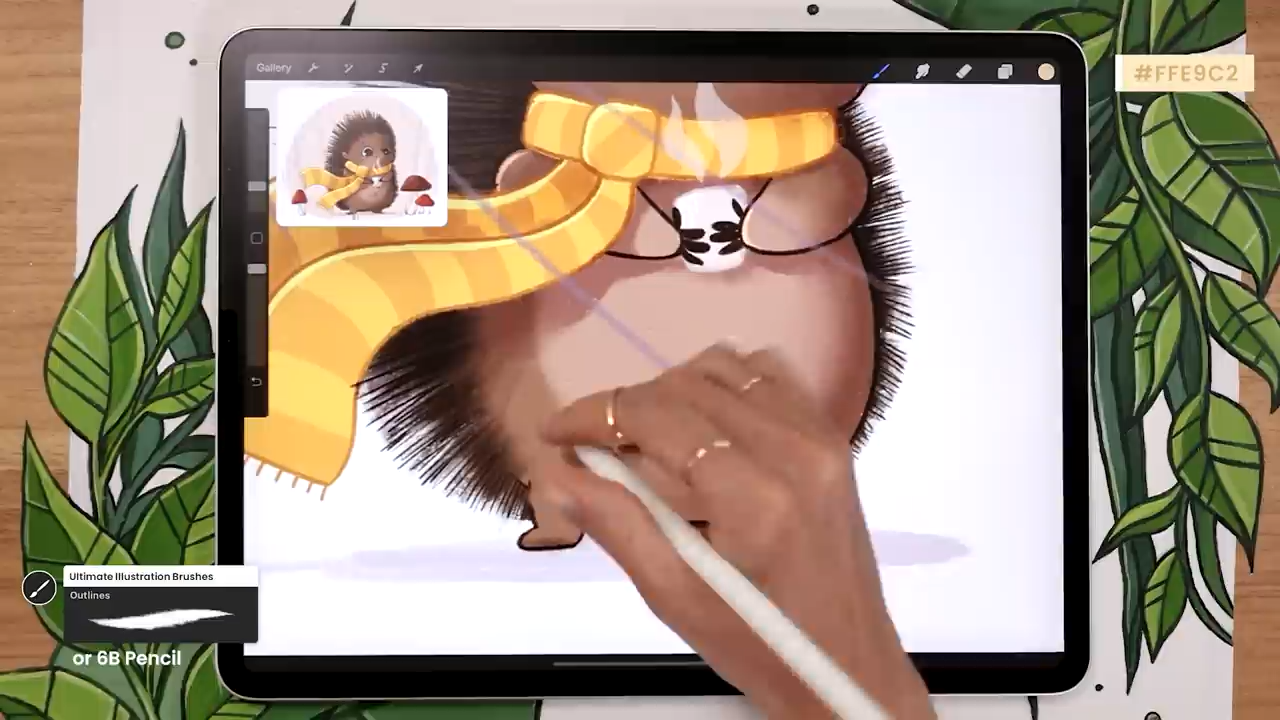 Gallery
#FFE9C2
Ultimate Illustration Brushes
Outlines
or 6B Pencil